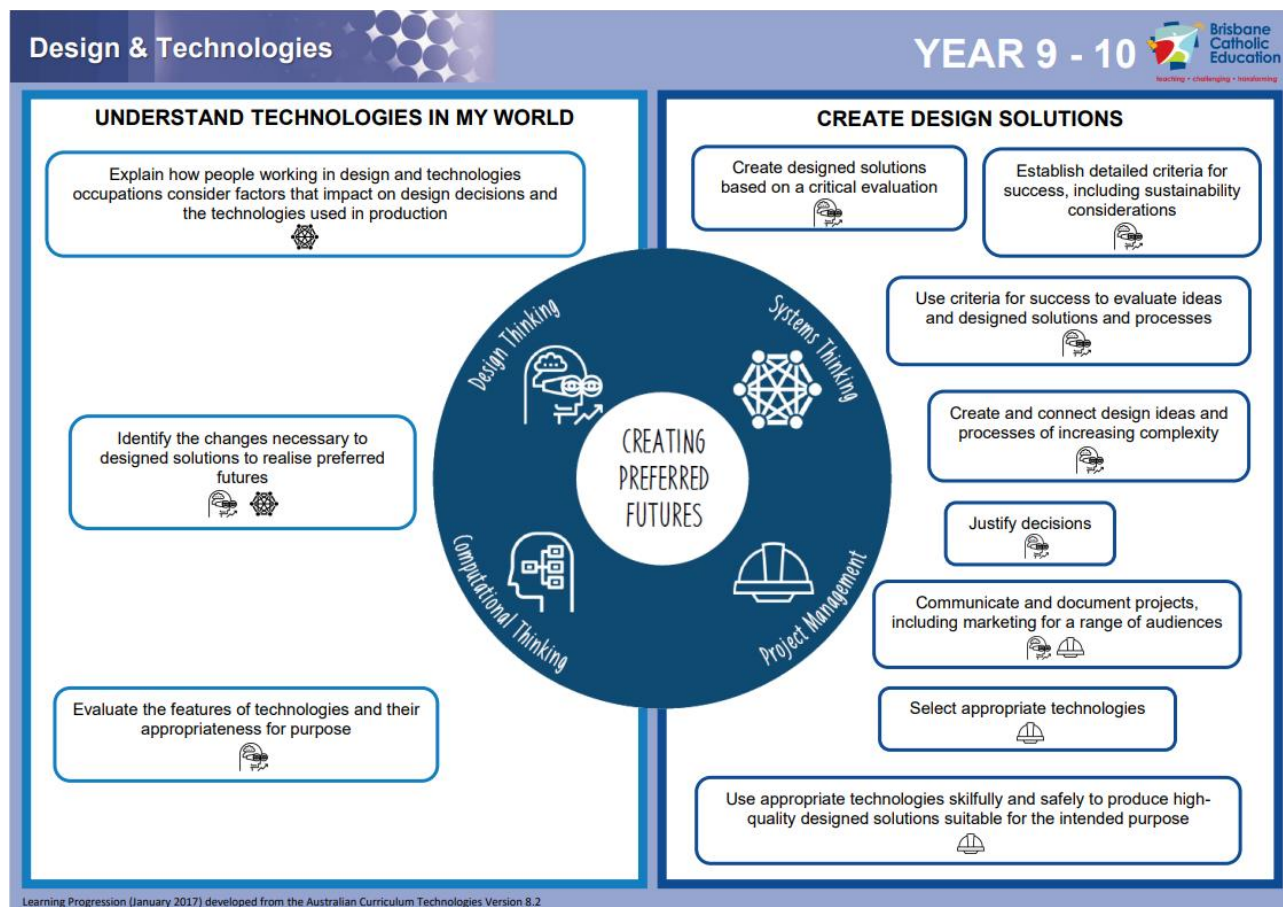 Design & Technologies
YEAR 9 - 10
Brisbane
Catholic
Education
teaching • challenging • transforming
UNDERSTAND TECHNOLOGIES IN MY WORLD
Explain how people working in design and technologies
occupations consider factors that impact on design decisions and
the technologies used in production
Identify the changes necessary to
designed solutions to realise preferred
futures
Evaluate the features of technologies and their
appropriateness for purpose
Design Thinking
Systems Thinking
CREATING
PREFERRED
FUTURES
Computational Thinking
Project Management
CREATE DESIGN SOLUTIONS
Create designed solutions
based on a critical evaluation
Establish detailed criteria for
success, including sustainability
considerations
Use criteria for success to evaluate ideas
and designed solutions and processes
Create and connect design ideas and
processes of increasing complexity
Justify decisions
Communicate and document projects,
including marketing for a range of audiences
Select appropriate technologies
Use appropriate technologies skilfully and safely to produce high-
quality designed solutions suitable for the intended purpose
Learning Progression (January 2017) developed from the Australian Curriculum Technologies Version 8.2